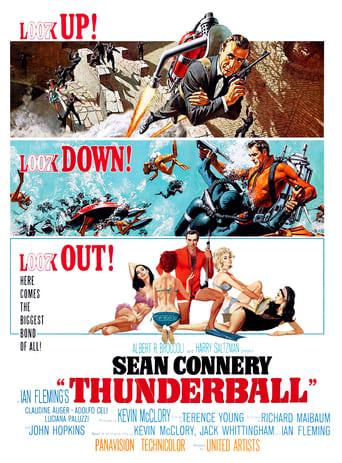 LOOK UP!
LOOK DOWN!
LOOK OUT!
HERE
COMES
THE
BIGGEST
BOND
OF ALL!
ALBERT R. BROCCOLI and HARRY SALTZMAN PRESENT
SEAN CONNERY
IAN FLEMING'S "THUNDERBALL"
CLAUDINE AUGER • ADOLFO CELI
LUCIANA PALUZZI
KEVIN McCLORY
TERENCE YOUNG
RICHARD MAIBAUM
JOHN HOPKINS
KEVIN McCLORY, JACK WHITTINGHAM
IAN FLEMING
PANAVISION TECHNICOLOR
UNITED ARTISTS